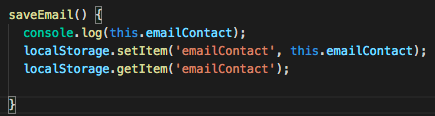 saveEmail() {
console.log(this.emailContact);
localStorage.setItem('emailContact', this.emailContact);
localStorage.getItem('emailContact');
}